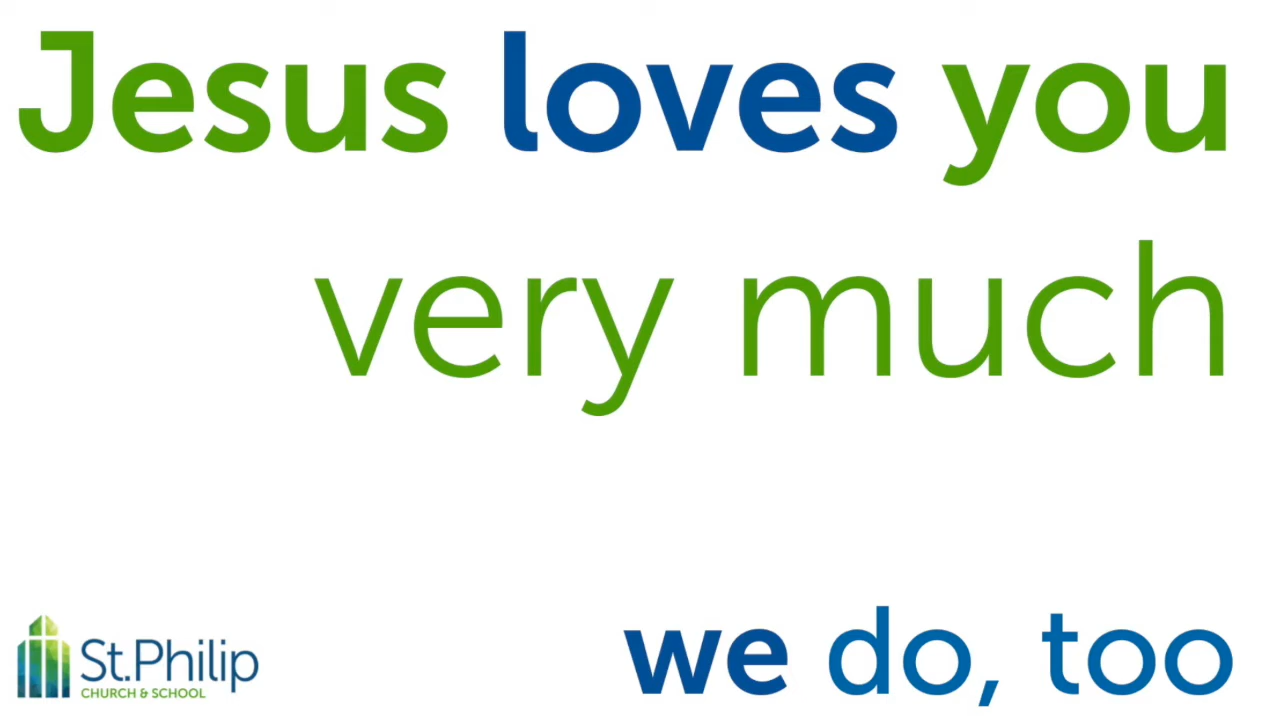 Jesus loves you
very much
we do, too
St.Philip
CHURCH & SCHOOL